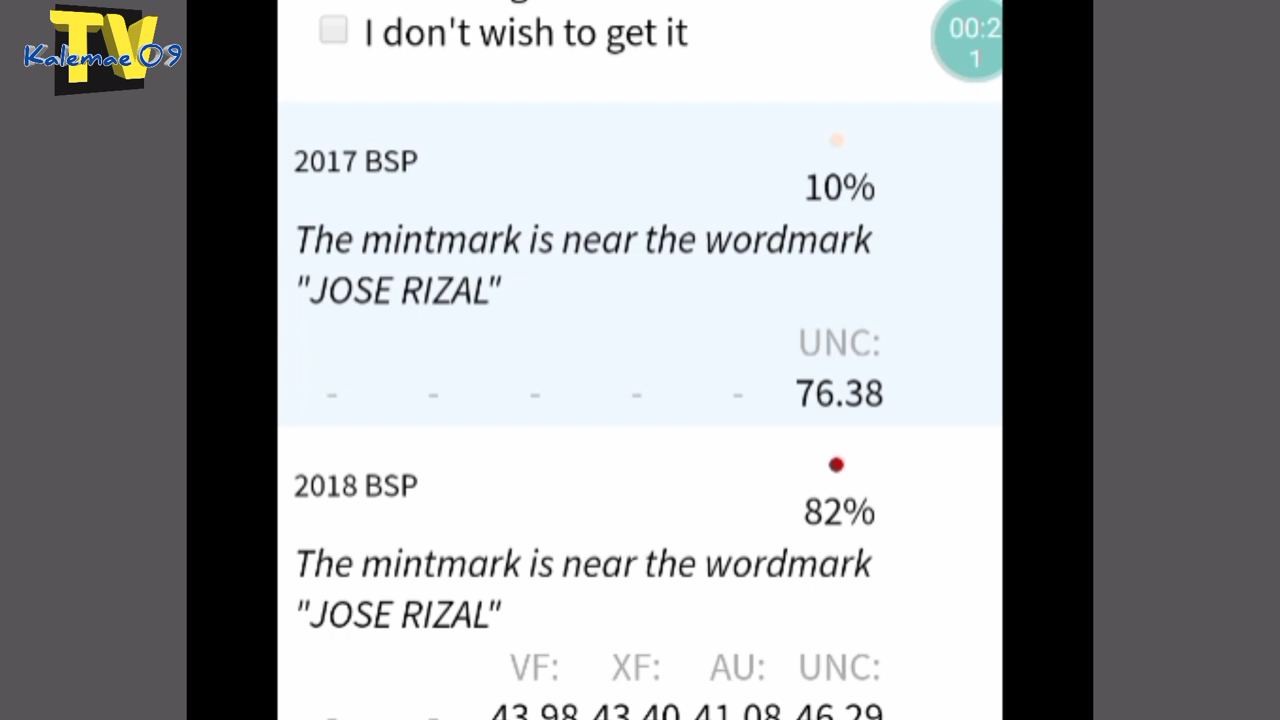 TV
Kalemae 09
I don't wish to get it
00:2
1
2017 BSP
10%
The mintmark is near the wordmark
"JOSE RIZAL"
UNC:
- - - - - 76.38
2018 BSP
82%
The mintmark is near the wordmark
"JOSE RIZAL"
VF: XF: AU: UNC:
- - 43.98 43.40 41.08 46.29